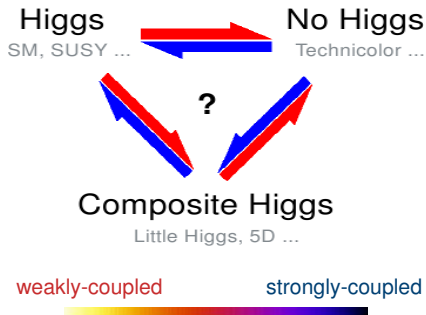 Higgs
No Higgs
SM, SUSY ...
Technicolor ...
?
Composite Higgs
Little Higgs, 5D ...
weakly-coupled
strongly-coupled